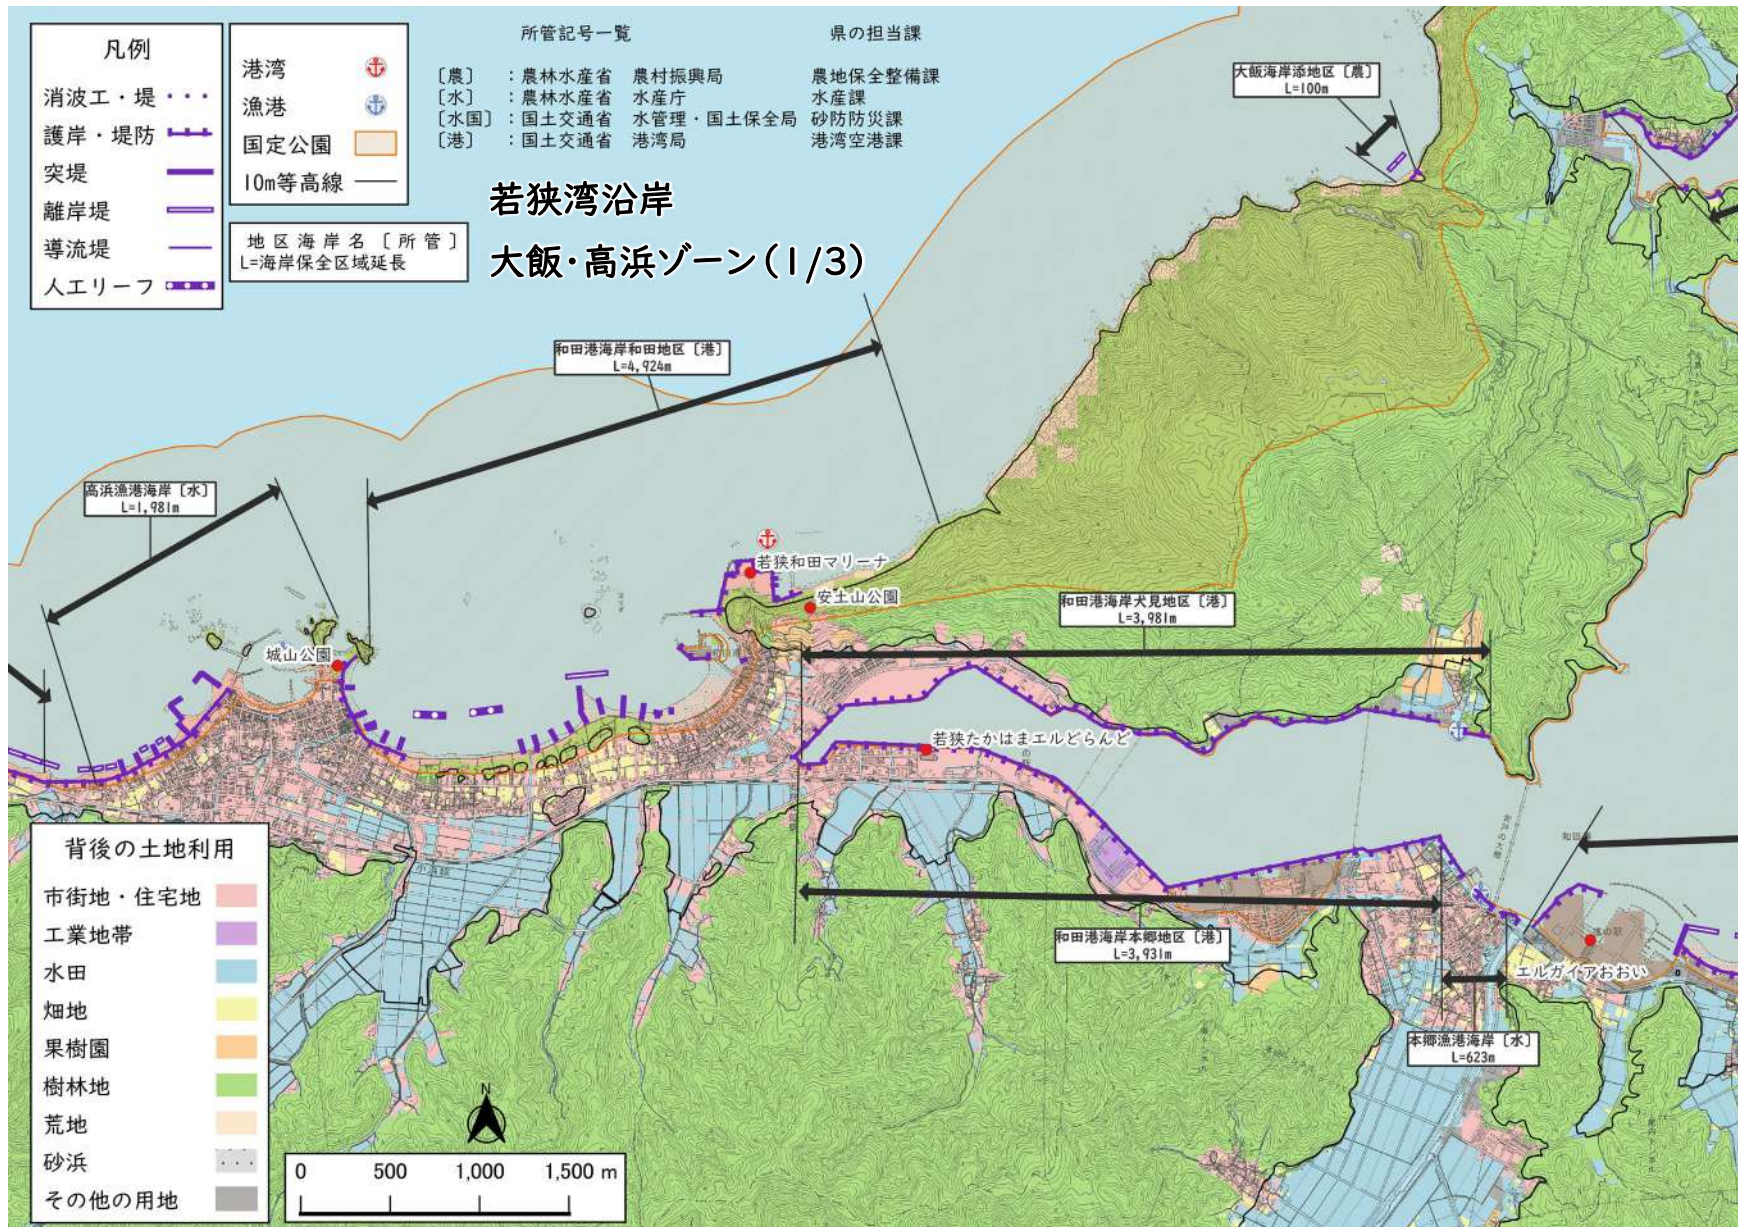 凡例
消波工・堤
護岸・堤防
突堤
離岸堤
導流堤
人工リーフ
港湾
漁港
国定公園
10m等高線
地区海岸名〔所管〕
L=海岸保全区域延長
所管記号一覧 県の担当課
〔農〕 ：農林水産省 農村振興局 農地保全整備課
〔水〕 ：農林水産省 水産庁 水産課
〔水国〕：国土交通省 水管理・国土保全局 砂防防災課
〔港〕 ：国土交通省 港湾局 港湾空港課
若狭湾沿岸
大飯・高浜ゾーン(1/3)
大飯海岸添地区〔農〕
L=100m
和田港海岸和田地区〔港〕
L=4,924m
高浜漁港海岸〔水〕
L=1,981m
若狭和田マリーナ
安土山公園
和田港海岸犬見地区〔港〕
L=3,981m
城山公園
若狭たかはまエルどらんど
和田港海岸本郷地区〔港〕
L=3,931m
エルガイアおおい
本郷漁港海岸〔水〕
L=623m
背後の土地利用
市街地・住宅地
工業地帯
水田
畑地
果樹園
樹林地
荒地
砂浜
その他の用地
N
0 500 1,000 1,500 m